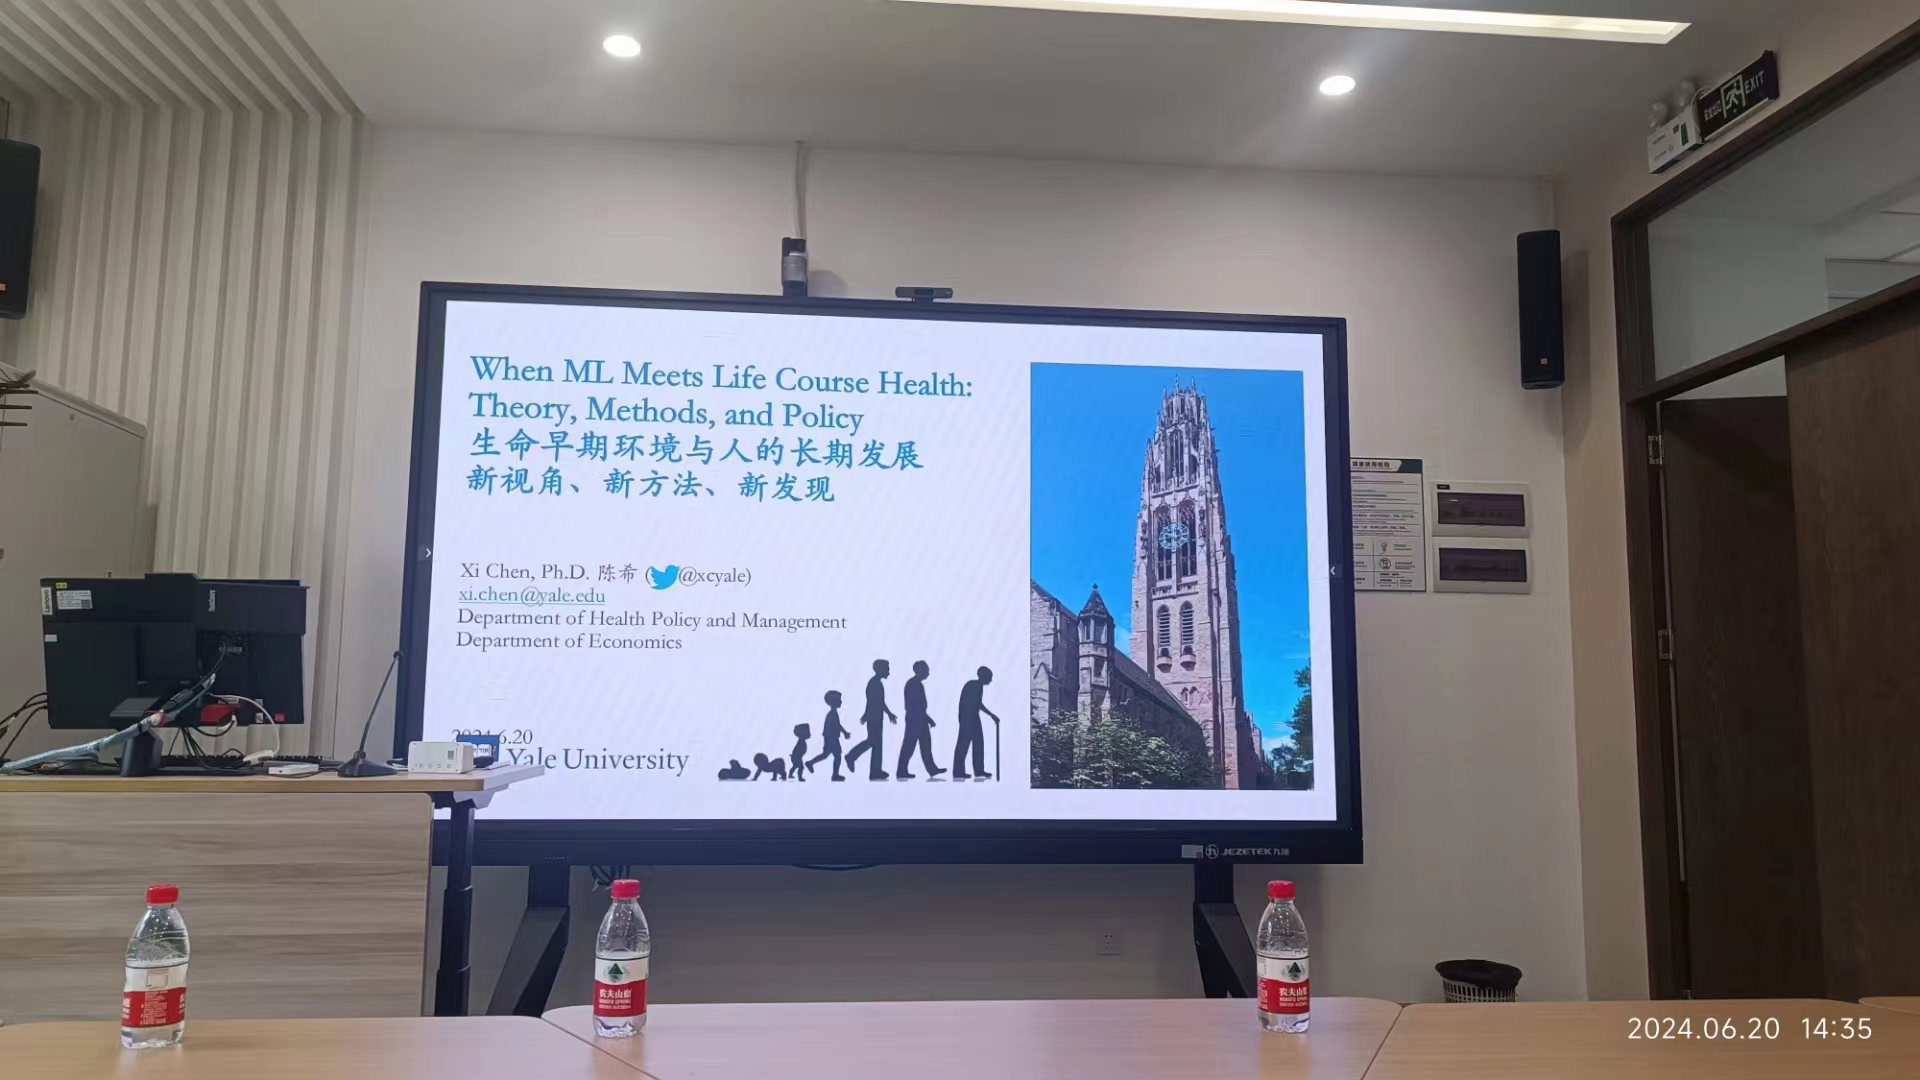 EXIT
When ML Meets Life Course Health:
Theory, Methods, and Policy
生命早期环境与人的长期发展
新视角、新方法、新发现
Xi Chen, Ph.D. 陈希 (@xcyale)
xi.chen@yale.edu
Department of Health Policy and Management
Department of Economics
6.20
Yale University
JEZETEK
Lenovo
农夫山泉
农夫山泉
2024.06.20 14:35